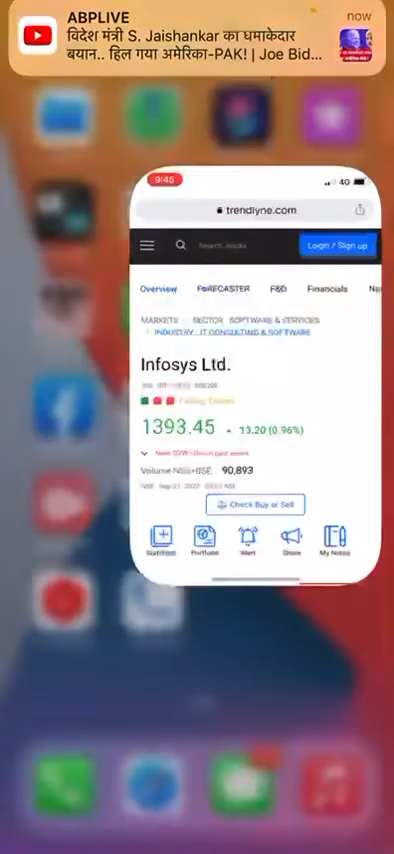 ABPLIVE
now
विदेश मंत्री S. Jaishankar का धमाकेदार
बयान.. हिल गया अमेरिका-PAK! | Joe Bid...
9:45
4G
trendlyne.com
Search stocks
Login / Sign up
Overview FORECASTER F&O Financials
MARKETS SECTOR : SOFTWARE & SERVICES
INDUSTRY : IT CONSULTING & SOFTWARE
Infosys Ltd.
1393.45 13.20 (0.96%)
Volume NSE+BSE 90,893
Check Buy or Sell
Watchlist Portfolio Alert Share My Notes